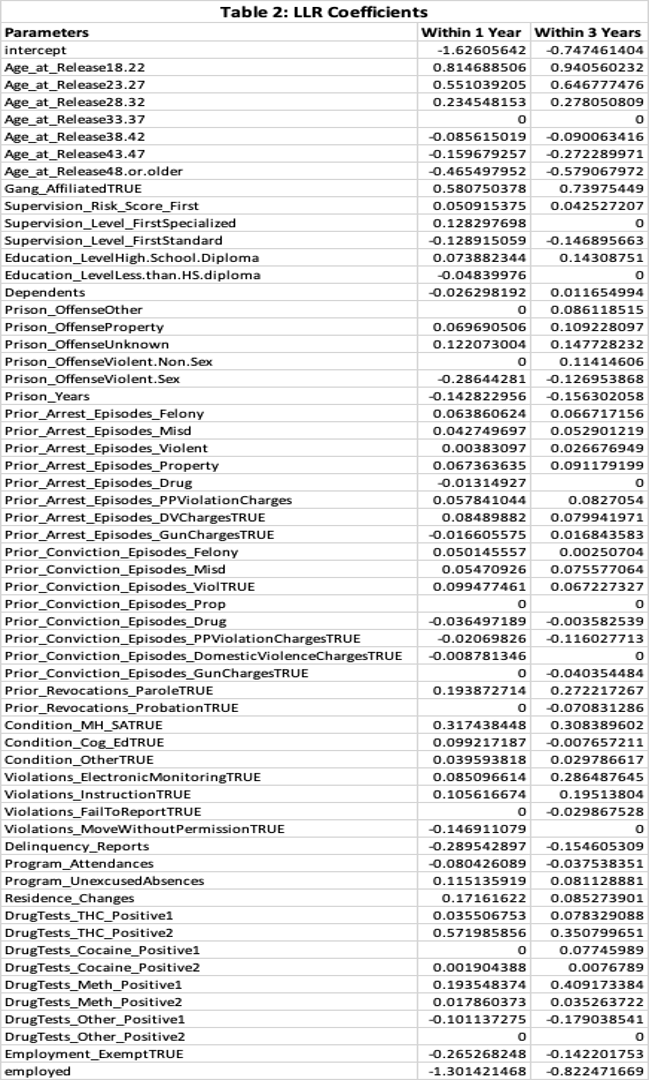 Table 2: LLR Coefficients
Parameters Within 1 Year Within 3 Years
intercept -1.62605642 -0.747461404
Age_at_Release18.22 0.814688506 0.940560232
Age_at_Release23.27 0.551039205 0.646777476
Age_at_Release28.32 0.234548153 0.278050809
Age_at_Release33.37 0 0
Age_at_Release38.42 -0.085615019 -0.090063416
Age_at_Release43.47 -0.159679257 -0.272289971
Age_at_Release48.or.older -0.465497952 -0.579067972
Gang_AffiliatedTRUE 0.580750378 0.73975449
Supervision_Risk_Score_First 0.050915375 0.042527207
Supervision_Level_FirstSpecialized 0.128297698 0
Supervision_Level_FirstStandard -0.128915059 -0.146895663
Education_LevelHigh.School.Diploma 0.073882344 0.14308751
Education_LevelLess.than.HS.diploma -0.04839976 0
Dependents -0.026298192 0.011654994
Prison_OffenseOther 0 0.086118515
Prison_OffenseProperty 0.069690506 0.109228097
Prison_OffenseUnknown 0.122073004 0.147728232
Prison_OffenseViolent.Non.Sex 0 0.11414606
Prison_OffenseViolent.Sex -0.28644281 -0.126953868
Prison_Years -0.142822956 -0.156302058
Prior_Arrest_Episodes_Felony 0.063860624 0.066717156
Prior_Arrest_Episodes_Misd 0.042749697 0.052901219
Prior_Arrest_Episodes_Violent 0.00383097 0.026676949
Prior_Arrest_Episodes_Property 0.067363635 0.091179199
Prior_Arrest_Episodes_Drug -0.01314927 0
Prior_Arrest_Episodes_PPViolationCharges 0.057841044 0.0827054
Prior_Arrest_Episodes_DVChargesTRUE 0.08489882 0.079941971
Prior_Arrest_Episodes_GunChargesTRUE -0.016605575 0.016843583
Prior_Conviction_Episodes_Felony 0.050145557 0.00250704
Prior_Conviction_Episodes_Misd 0.05470926 0.075577064
Prior_Conviction_Episodes_ViolTRUE 0.099477461 0.067227327
Prior_Conviction_Episodes_Prop 0 0
Prior_Conviction_Episodes_Drug -0.036497189 -0.003582539
Prior_Conviction_Episodes_PPViolationChargesTRUE -0.02069826 -0.116027713
Prior_Conviction_Episodes_DomesticViolenceChargesTRUE -0.008781346 0
Prior_Conviction_Episodes_GunChargesTRUE 0 -0.040354484
Prior_Revocations_ParoleTRUE 0.193872714 0.272217267
Prior_Revocations_ProbationTRUE 0 -0.070831286
Condition_MH_SATRUE 0.317438448 0.308389602
Condition_Cog_EdTRUE 0.099217187 -0.007657211
Condition_OtherTRUE 0.039593818 0.029786617
Violations_ElectronicMonitoringTRUE 0.085096614 0.286487645
Violations_InstructionTRUE 0.105616674 0.19513804
Violations_FailToReportTRUE 0 -0.029867528
Violations_MoveWithoutPermissionTRUE -0.146911079 0
Delinquency_Reports -0.289542897 -0.154605309
Program_Attendances -0.080426089 -0.037538351
Program_UnexcusedAbsences 0.115135919 0.081128881
Residence_Changes 0.17161622 0.085273901
DrugTests_THC_Positive1 0.035506753 0.078329088
DrugTests_THC_Positive2 0.571985856 0.350799651
DrugTests_Cocaine_Positive1 0 0.07745989
DrugTests_Cocaine_Positive2 0.001904388 0.0076789
DrugTests_Meth_Positive1 0.193548374 0.409173384
DrugTests_Meth_Positive2 0.017860373 0.035263722
DrugTests_Other_Positive1 -0.101137275 -0.179038541
DrugTests_Other_Positive2 0 0
Employment_ExemptTRUE -0.265268248 -0.142201753
employed -1.301421468 -0.822471669